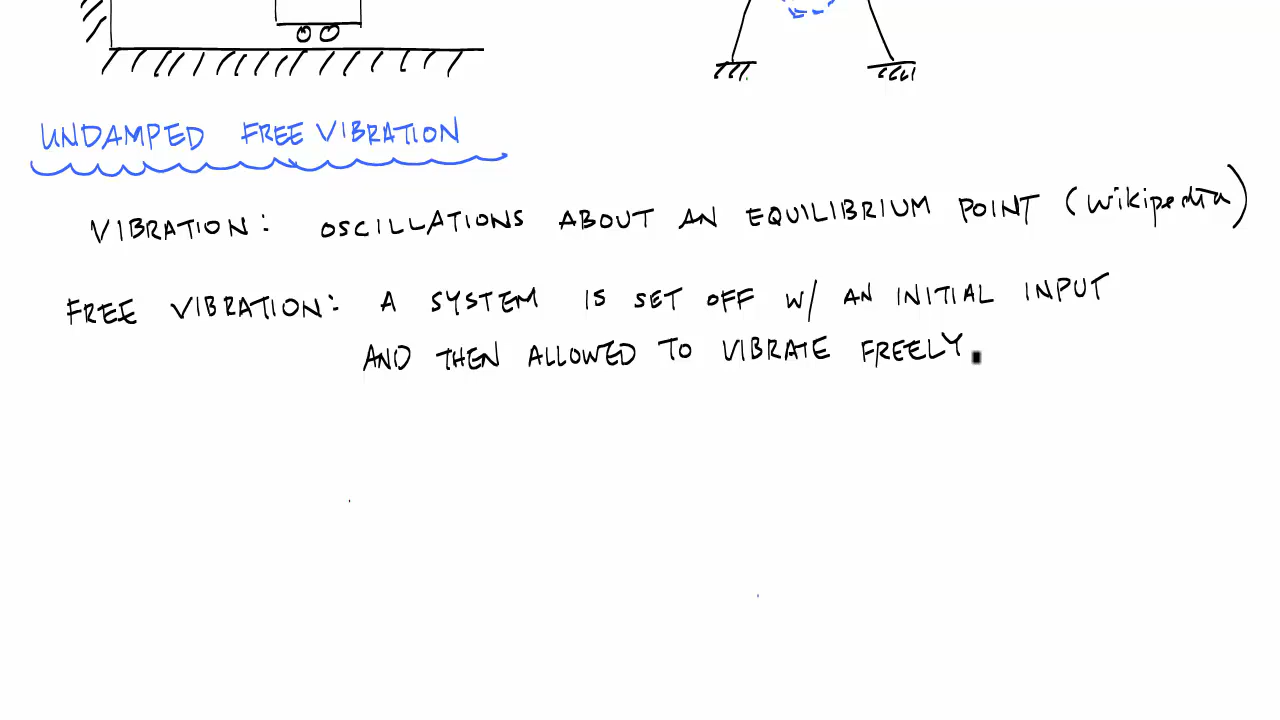 UNDAMPED FREE VIBRATION
VIBRATION: OSCILLATIONS ABOUT AN EQUILIBRIUM POINT (Wikipedia)
FREE VIBRATION: A SYSTEM IS SET OFF W/ AN INITIAL INPUT
AND THEN ALLOWED TO VIBRATE FREELY.